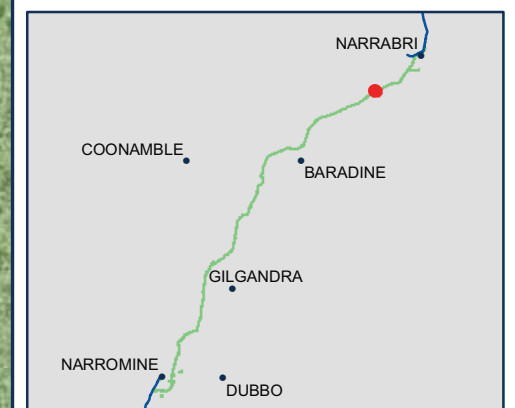 NARRABRI
COONAMBLE
BARADINE
GILGANDRA
NARROMINE
DUBBO